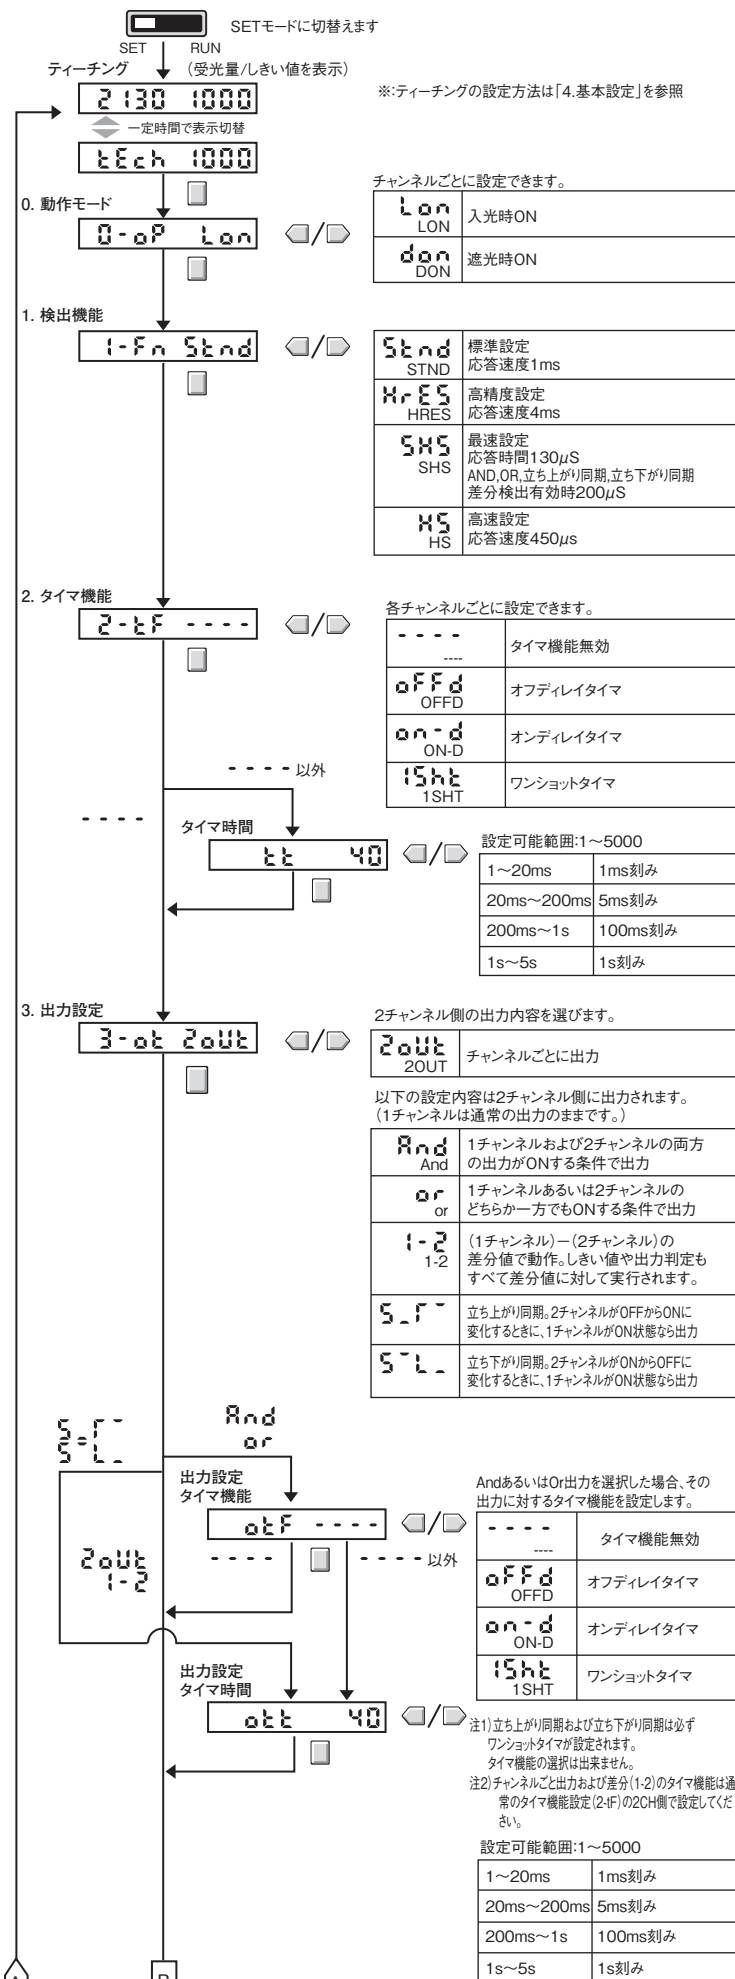 SETモードに切替えます
SET RUN
ティーチング (受光量/しきい値を表示)
2130 1000
※:ティーチングの設定方法は「4.基本設定」を参照
一定時間で表示切替
tEch 1000
チャンネルごとに設定できます。
0. 動作モード
0-oP Lon
Lon
LON
入光時ON
don
DON
遮光時ON
1. 検出機能
1-Fn Stnd
Stnd
STND
標準設定
応答速度1ms
HrES
HRES
高精度設定
応答速度4ms
SHS
SHS
最速設定
応答時間130μS
AND,OR,立ち上がり同期,立ち下がり同期
差分検出有効時200μS
HS
HS
高速設定
応答速度450μs
2. タイマ機能
2-tF ----
各チャンネルごとに設定できます。
----
----
タイマ機能無効
oFFd
OFFD
オフディレイタイマ
on-d
ON-D
オンディレイタイマ
1Sht
1SHT
ワンショットタイマ
---- 以外
----
タイマ時間
tt 40
設定可能範囲:1〜5000
1〜20ms 1ms刻み
20ms〜200ms 5ms刻み
200ms〜1s 100ms刻み
1s〜5s 1s刻み
3. 出力設定
3-ot 2oUt
2チャンネル側の出力内容を選びます。
2oUt
2OUT
チャンネルごとに出力
以下の設定内容は2チャンネル側に出力されます。
(1チャンネルは通常の出力のままです。)
And
And
1チャンネルおよび2チャンネルの両方
の出力がONする条件で出力
or
or
1チャンネルあるいは2チャンネルの
どちらか一方でもONする条件で出力
1-2
1-2
(1チャンネル)−(2チャンネル)の
差分値で動作。しきい値や出力判定も
すべて差分値に対して実行されます。
立ち上がり同期。2チャンネルがOFFからONに
変化するときに、1チャンネルがON状態なら出力
立ち下がり同期。2チャンネルがONからOFFに
変化するときに、1チャンネルがON状態なら出力
And
or
出力設定
タイマ機能
otF ----
---- ---- 以外
2oUt
1-2
AndあるいはOr出力を選択した場合、その
出力に対するタイマ機能を設定します。
----
----
タイマ機能無効
oFFd
OFFD
オフディレイタイマ
on-d
ON-D
オンディレイタイマ
1Sht
1SHT
ワンショットタイマ
出力設定
タイマ時間
ott 40
注1)立ち上がり同期および立ち下がり同期は必ず
ワンショットタイマが設定されます。
タイマ機能の選択は出来ません。
注2)チャンネルごと出力および差分(1-2)のタイマ機能は通
常のタイマ機能設定(2-tF)の2CH側で設定してくだ
さい。
設定可能範囲:1〜5000
1〜20ms 1ms刻み
20ms〜200ms 5ms刻み
200ms〜1s 100ms刻み
1s〜5s 1s刻み